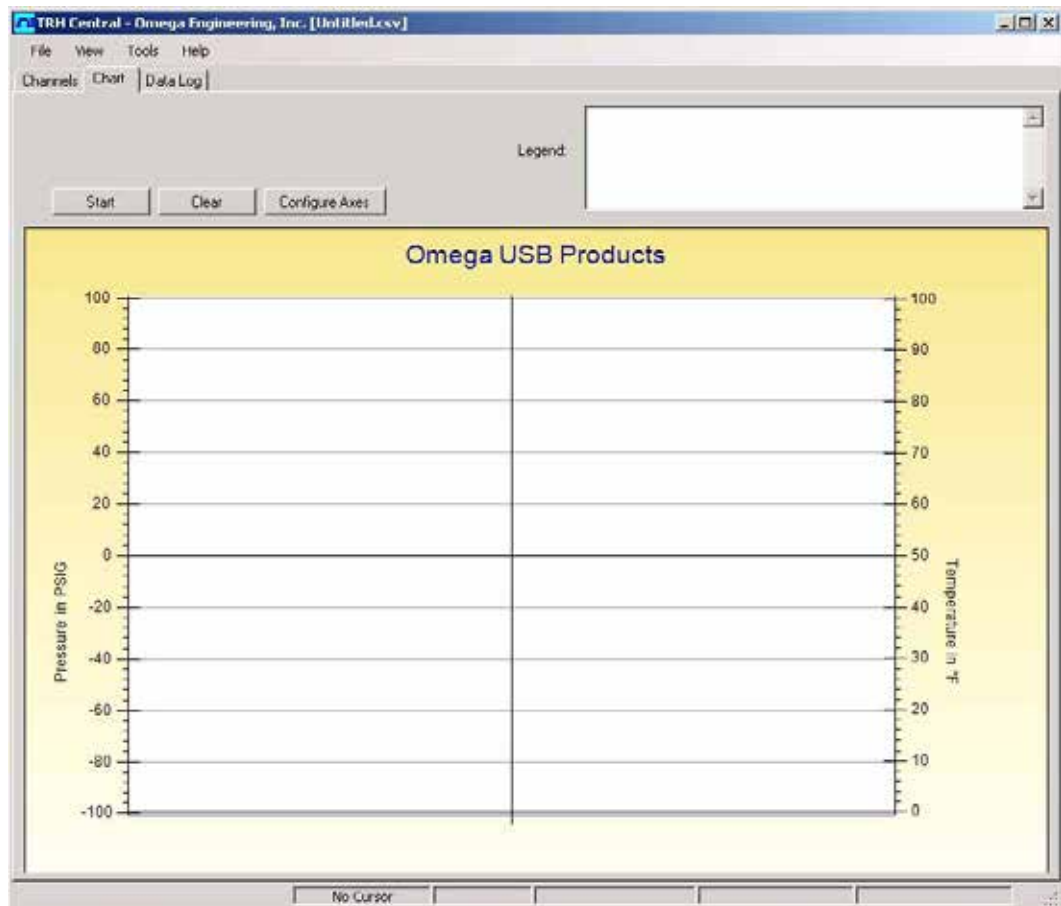 TRH Central - Omega Engineering, Inc. [Untitled.csv]
File View Tools Help
Channels Chart Data Log
Legend:
Start Clear Configure Axes
Omega USB Products
100 100
80 90
60 80
40 70
20 60
0 50
-20 40
-40 30
-60 20
-80 10
-100 0
Pressure in PSIG
Temperature in °F
No Cursor